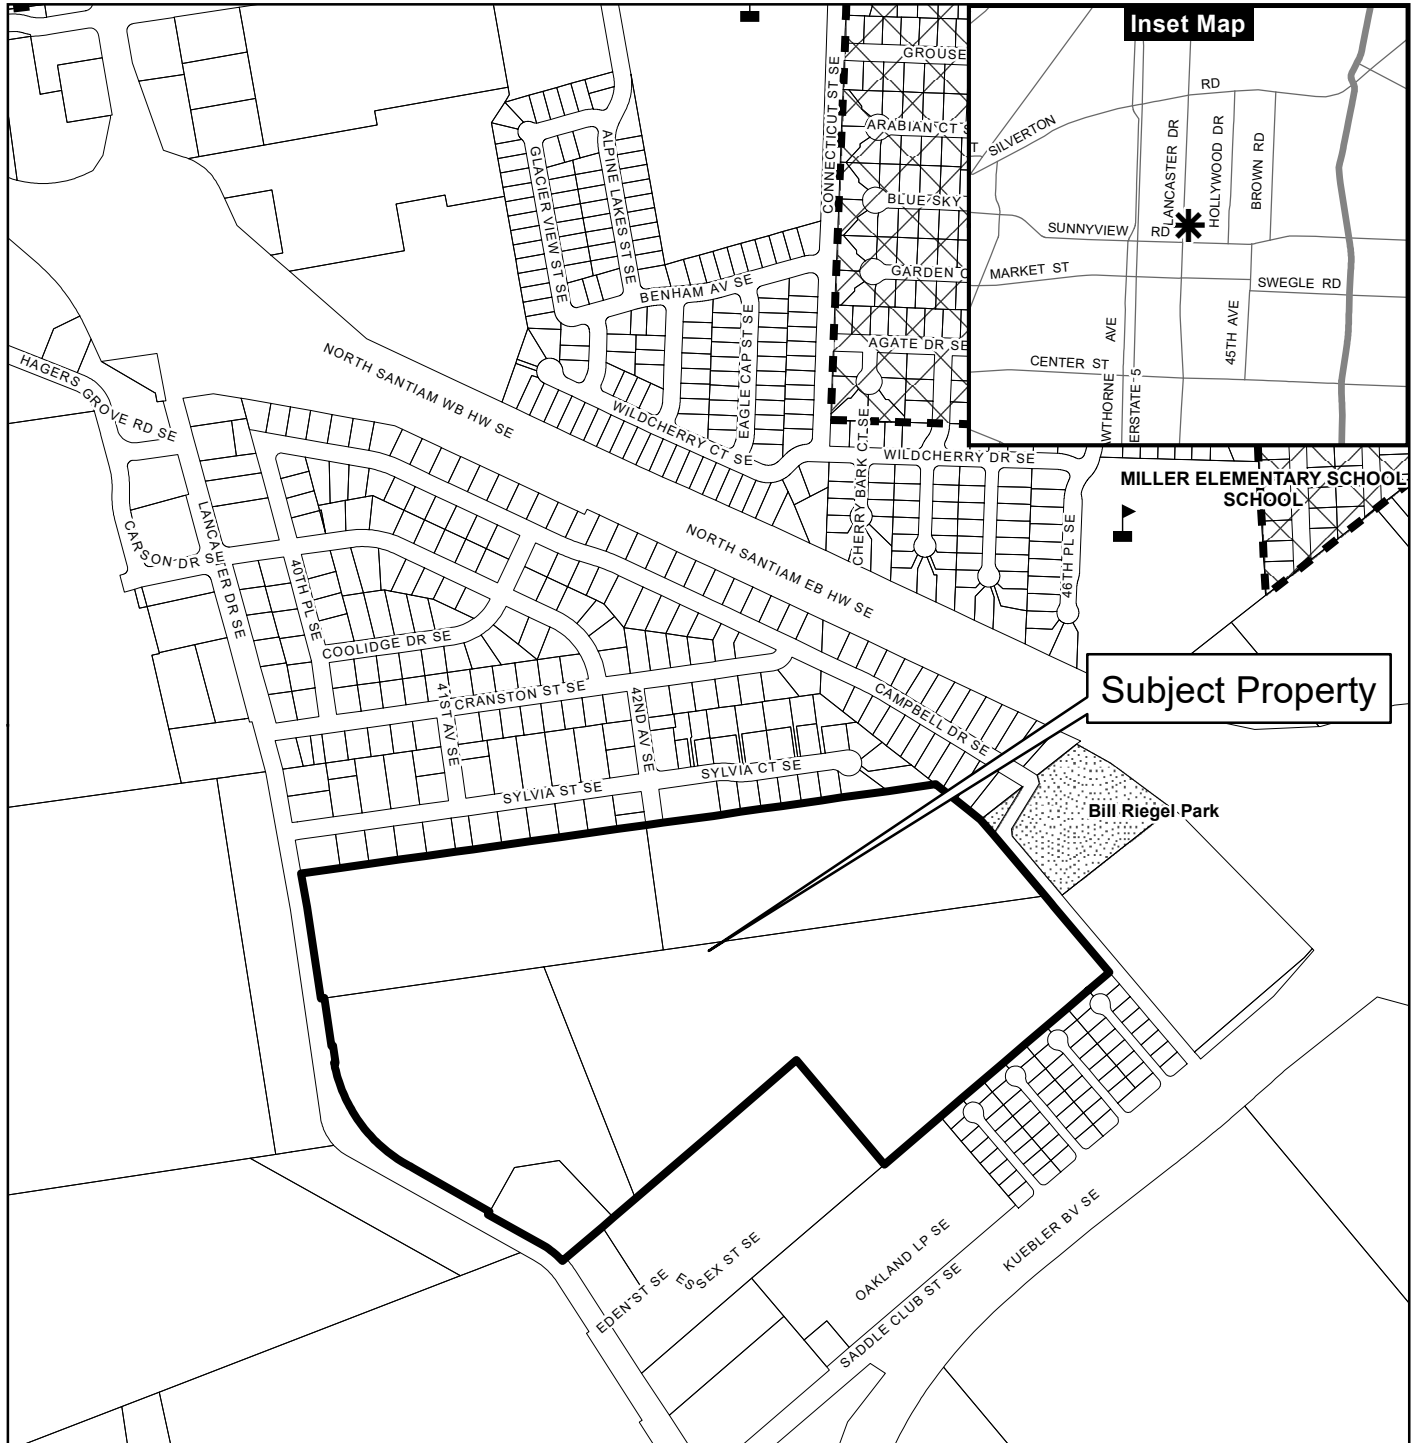 Inset Map
GROUSE
RD
CONNECTICUT ST SE
ARABIAN CT S
T
SILVERTON
LANCASTER DR
HOLLYWOOD DR
BROWN RD
GLACIER VIEW ST SE
ALPINE LAKES ST SE
BLUE SKY
SUNNYVIEW RD
GARDEN C
MARKET ST
SWEGLE RD
BENHAM AV SE
EAGLE CAP ST SE
AGATE DR SE
AVE
45TH AVE
CENTER ST
AWTHORNE
ERSTATE-5
HAGERS GROVE RD SE
NORTH SANTIAM WB HW SE
WILDCHERRY CT SE
CHERRY BARK CT SE
WILDCHERRY DR SE
MILLER ELEMENTARY SCHOOL
SCHOOL
CARSON DR SE
LANCASTER DR SE
40TH PL SE
NORTH SANTIAM EB HW SE
46TH PL SE
COOLIDGE DR SE
41ST AV SE
CRANSTON ST SE
42ND AV SE
CAMPBELL DR SE
Subject Property
SYLVIA ST SE
SYLVIA CT SE
Bill Riegel Park
EDEN ST SE
ESSEX ST SE
OAKLAND LP SE
SADDLE CLUB ST SE
KUEBLER BV SE